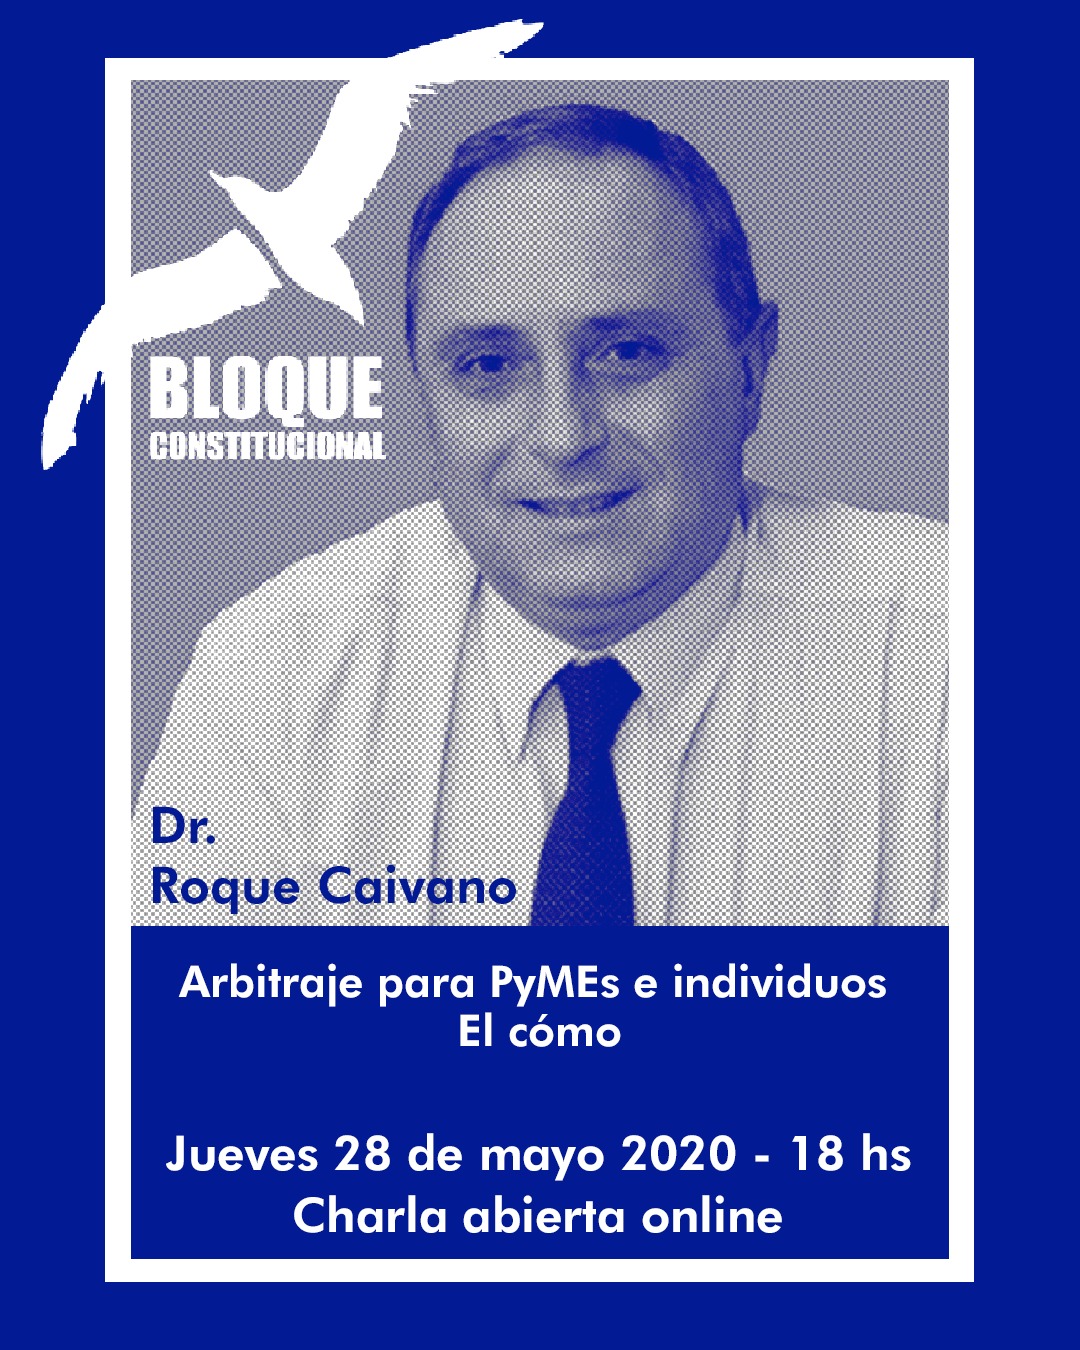 BLOQUE
CONSTITUCIONAL
Dr.
Roque Caivano
Arbitraje para PyMEs e individuos
El cómo
Jueves 28 de mayo 2020 - 18 hs
Charla abierta online